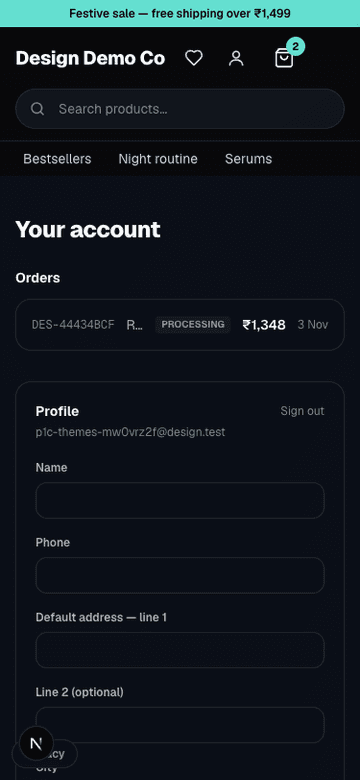 Festive sale — free shipping over ₹1,499
Design Demo Co
2
Search products...
Bestsellers Night routine Serums
Your account
Orders
DES-44434BCF R... PROCESSING ₹1,348 3 Nov
Profile Sign out
p1c-themes-mw0vrz2f@design.test
Name
Phone
Default address — line 1
Line 2 (optional)
N
City